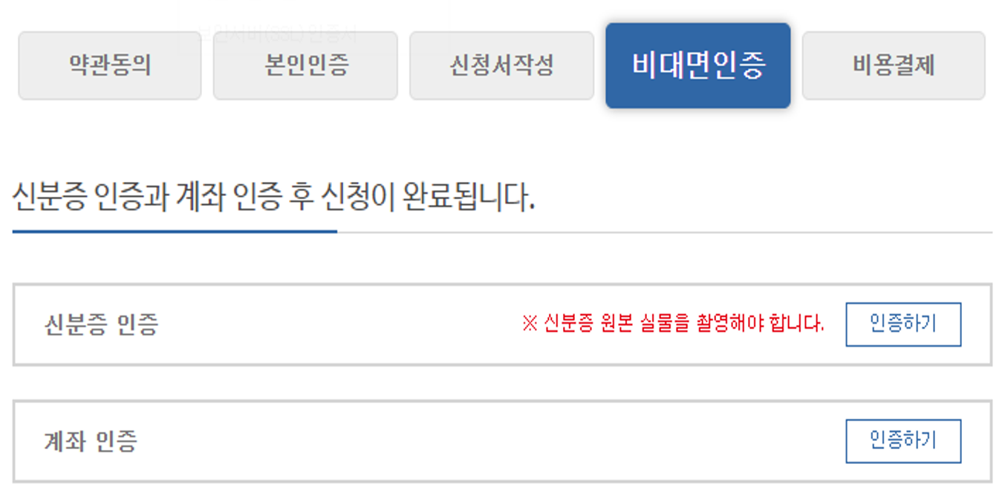 약관동의
본인인증
신청서작성
비대면인증
비용결제
신분증 인증과 계좌 인증 후 신청이 완료됩니다.
신분증 인증
※ 신분증 원본 실물을 촬영해야 합니다.
인증하기
계좌 인증
인증하기